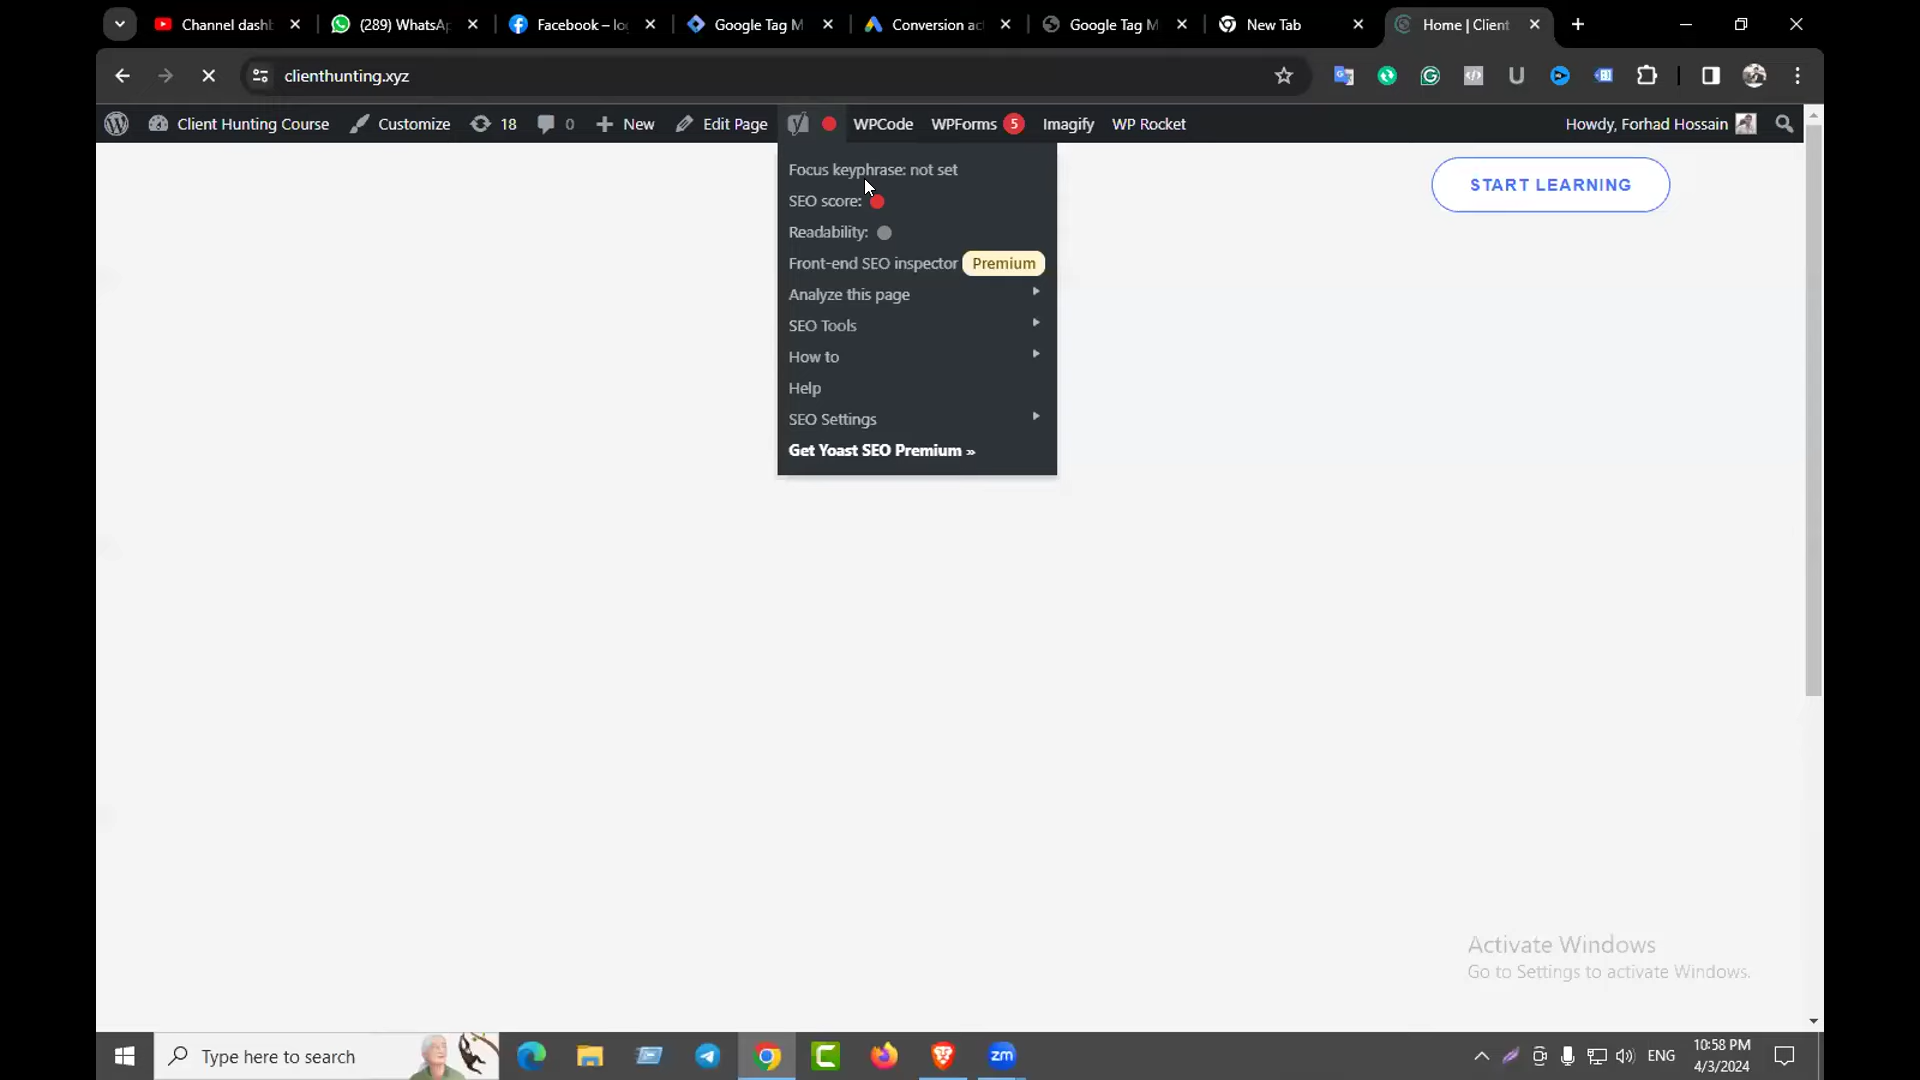 Channel dashb
(289) WhatsAp
Facebook – lo
Google Tag M
Conversion ac
Google Tag M
New Tab
Home | Client
clienthunting.xyz
Client Hunting Course
Customize
18
0
New
Edit Page
WPCode
WPForms 5
Imagify
WP Rocket
Howdy, Forhad Hossain
Focus keyphrase: not set
SEO score:
Readability:
Front-end SEO inspector Premium
Analyze this page
SEO Tools
How to
Help
SEO Settings
Get Yoast SEO Premium »
START LEARNING
Activate Windows
Go to Settings to activate Windows.
Type here to search
zm
ENG
10:58 PM
4/3/2024